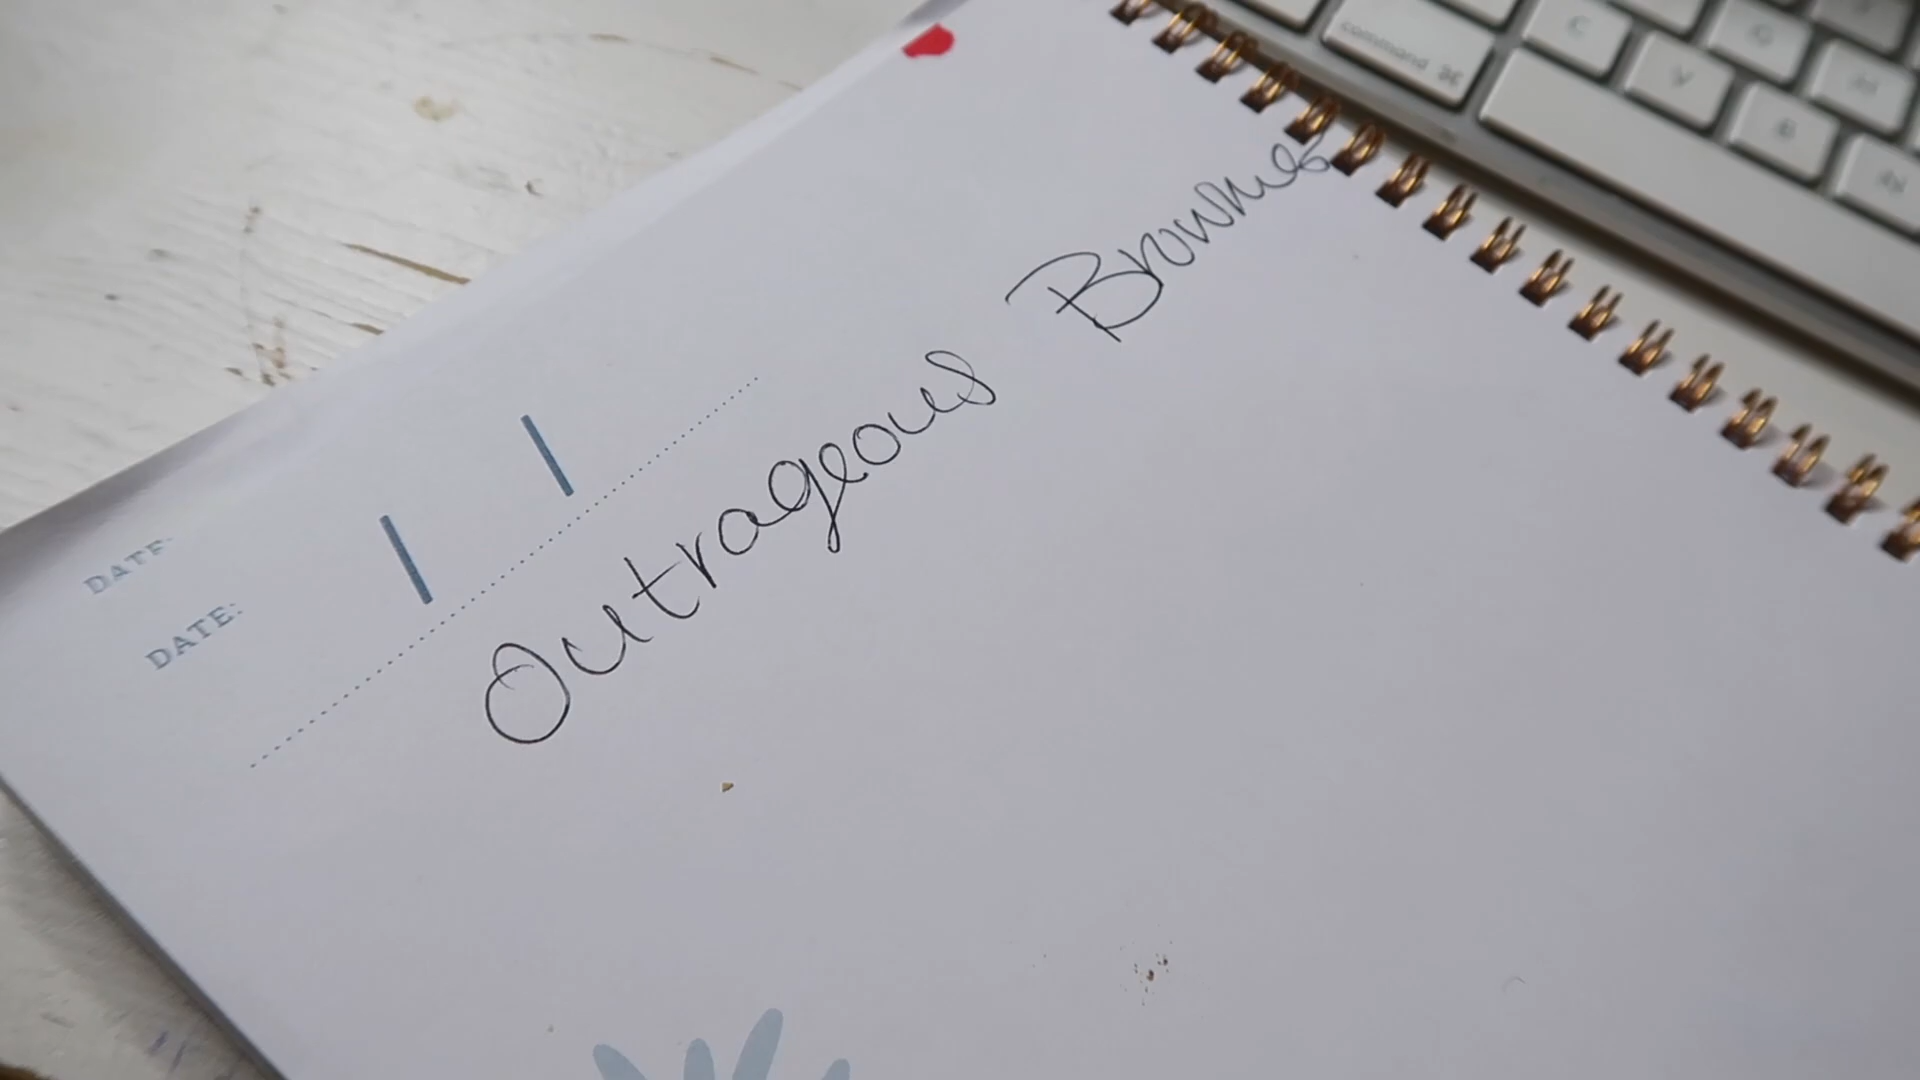 DATE:
DATE: / /
Outrageous Brownies
command ⌘
C
V
B
N